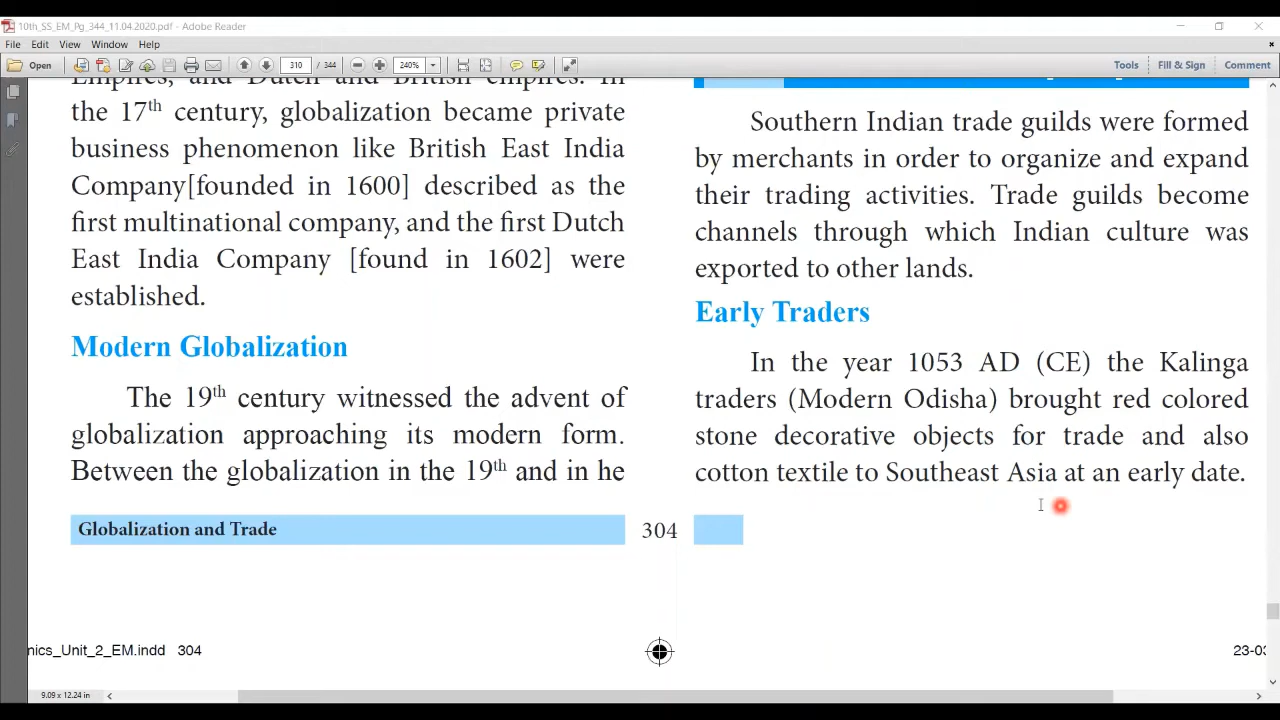 10th_SS_EM_Pg_344_11.04.2020.pdf - Adobe Reader
File Edit View Window Help
Open 310 / 344 240% Tools Fill & Sign Comment
Empires, and Dutch and British empires. In
the 17th century, globalization became private
business phenomenon like British East India
Company[founded in 1600] described as the
first multinational company, and the first Dutch
East India Company [found in 1602] were
established.
Modern Globalization
The 19th century witnessed the advent of
globalization approaching its modern form.
Between the globalization in the 19th and in he
Southern Indian trade guilds were formed
by merchants in order to organize and expand
their trading activities. Trade guilds become
channels through which Indian culture was
exported to other lands.
Early Traders
In the year 1053 AD (CE) the Kalinga
traders (Modern Odisha) brought red colored
stone decorative objects for trade and also
cotton textile to Southeast Asia at an early date.
Globalization and Trade 304
nics_Unit_2_EM.indd 304 23-03
9.09 x 12.24 in